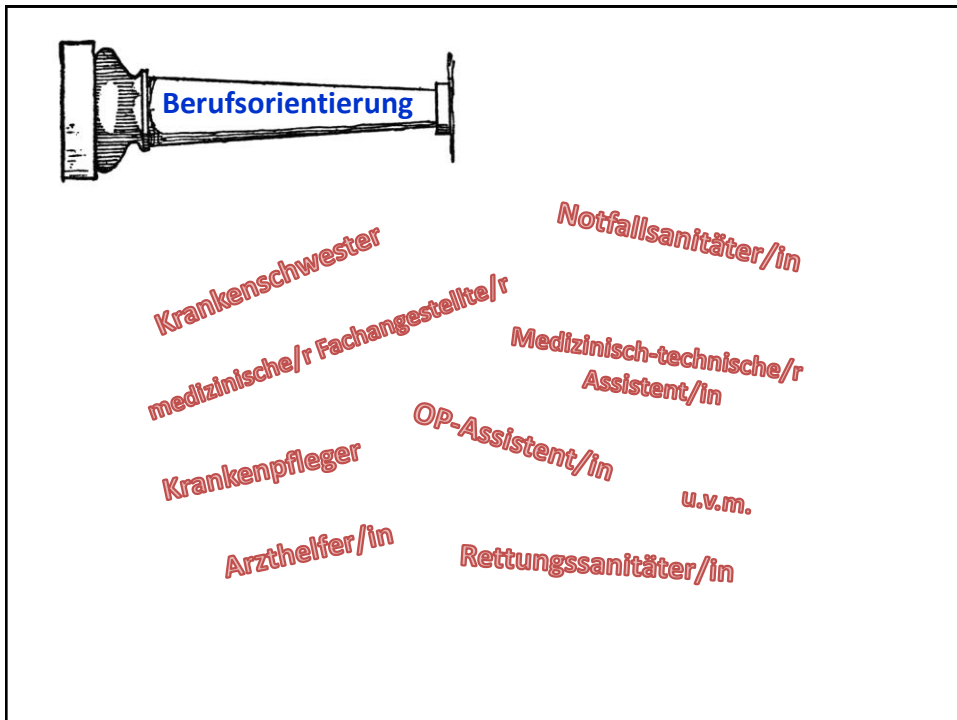 Berufsorientierung
Notfallsanitäter/in
Krankenschwester
medizinische/r Fachangestellte/r
Medizinisch-technische/r
Assistent/in
OP-Assistent/in
Krankenpfleger
u.v.m.
Arzthelfer/in
Rettungssanitäter/in